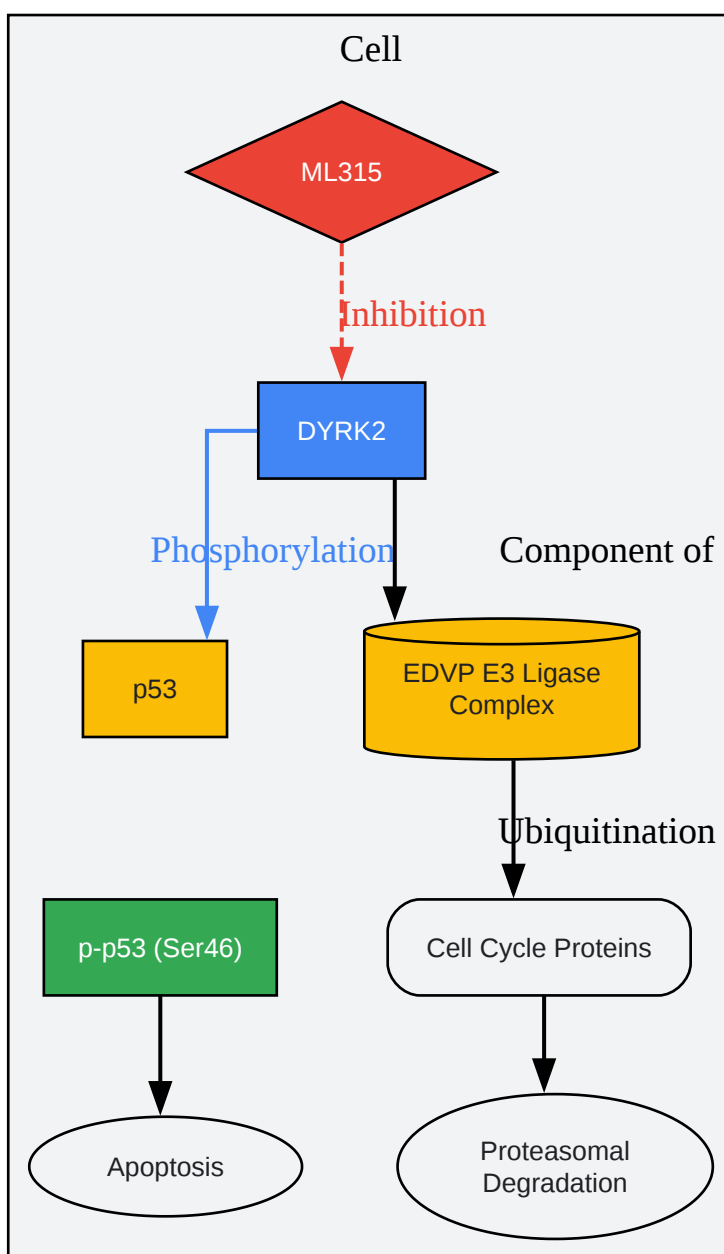 Cell
ML315
Inhibition
DYRK2
Phosphorylation
Component of
p53
EDVP E3 Ligase
Complex
Ubiquitination
p-p53 (Ser46)
Cell Cycle Proteins
Apoptosis
Proteasomal
Degradation